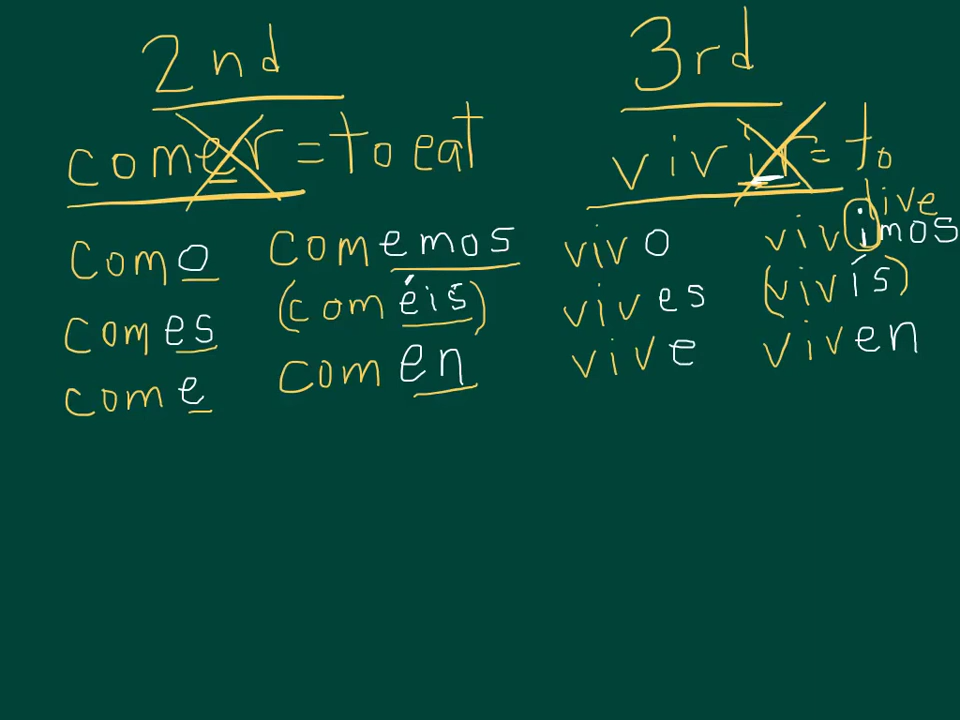 2nd
comer = to eat
como comemos
comes (coméis)
come comen
3rd
vivir = to
live
vivo vivimos
vives (vivís)
vive viven